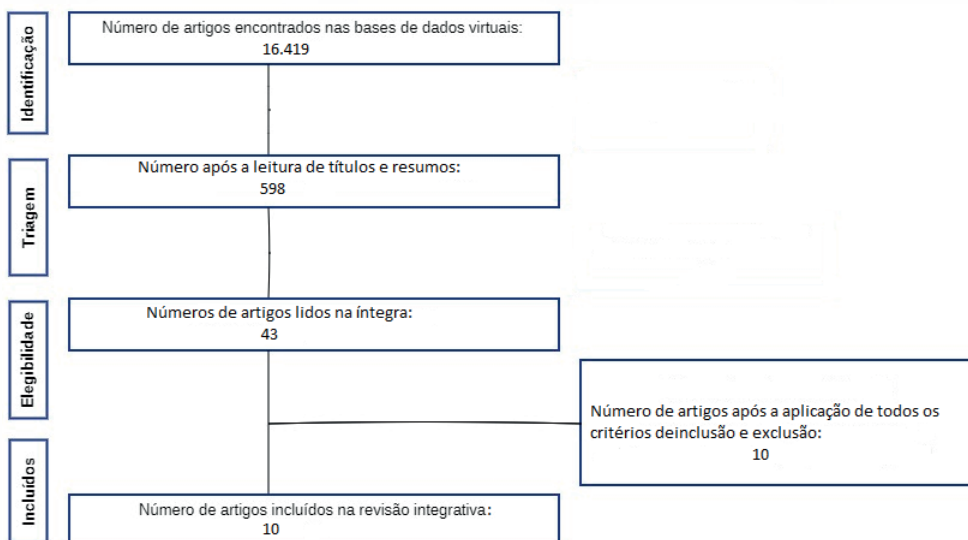 Identificação
Número de artigos encontrados nas bases de dados virtuais:
16.419
Triagem
Número após a leitura de títulos e resumos:
598
Elegibilidade
Números de artigos lidos na íntegra:
43
Número de artigos após a aplicação de todos os
critérios deinclusão e exclusão:
10
Incluídos
Número de artigos incluídos na revisão integrativa:
10